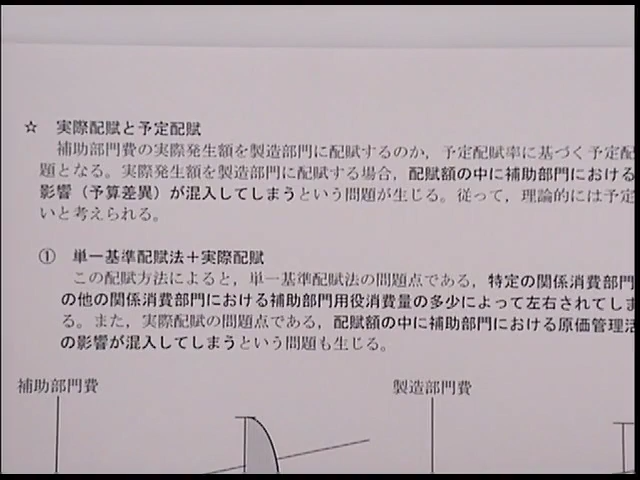 ☆ 実際配賦と予定配賦
補助部門費の実際発生額を製造部門に配賦するのか，予定配賦率に基づく予定配
題となる。実際発生額を製造部門に配賦する場合，配賦額の中に補助部門における
影響（予算差異）が混入してしまうという問題が生じる。従って，理論的には予定
いと考えられる。
① 単一基準配賦法＋実際配賦
この配賦方法によると，単一基準配賦法の問題点である，特定の関係消費部門
の他の関係消費部門における補助部門用役消費量の多少によって左右されてしま
る。また，実際配賦の問題点である，配賦額の中に補助部門における原価管理活
の影響が混入してしまうという問題も生じる。
補助部門費 製造部門費